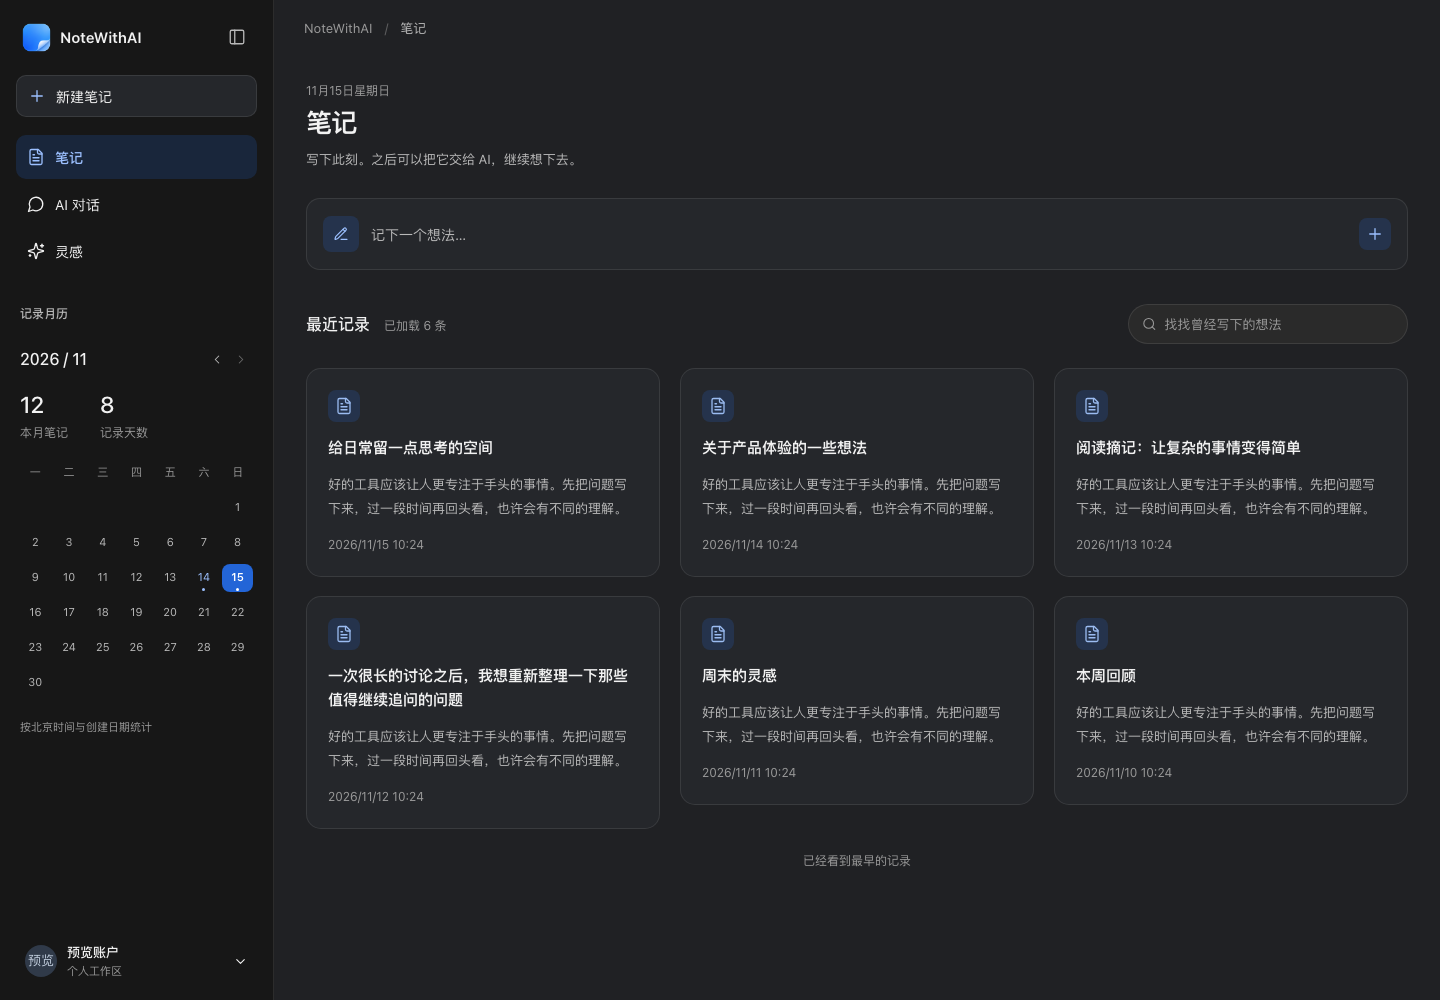 NoteWithAI
新建笔记
笔记
AI 对话
灵感
记录月历
2026 / 11
12 8
本月笔记 记录天数
一 二 三 四 五 六 日
1
2 3 4 5 6 7 8
9 10 11 12 13 14 15
16 17 18 19 20 21 22
23 24 25 26 27 28 29
30
按北京时间与创建日期统计
预览
预览账户
个人工作区
NoteWithAI / 笔记
11月15日星期日
笔记
写下此刻。之后可以把它交给 AI，继续想下去。
记下一个想法...
最近记录 已加载 6 条
找找曾经写下的想法
给日常留一点思考的空间
好的工具应该让人更专注于手头的事情。先把问题写
下来，过一段时间再回头看，也许会有不同的理解。
2026/11/15 10:24
关于产品体验的一些想法
好的工具应该让人更专注于手头的事情。先把问题写
下来，过一段时间再回头看，也许会有不同的理解。
2026/11/14 10:24
阅读摘记：让复杂的事情变得简单
好的工具应该让人更专注于手头的事情。先把问题写
下来，过一段时间再回头看，也许会有不同的理解。
2026/11/13 10:24
一次很长的讨论之后，我想重新整理一下那些
值得继续追问的问题
好的工具应该让人更专注于手头的事情。先把问题写
下来，过一段时间再回头看，也许会有不同的理解。
2026/11/12 10:24
周末的灵感
好的工具应该让人更专注于手头的事情。先把问题写
下来，过一段时间再回头看，也许会有不同的理解。
2026/11/11 10:24
本周回顾
好的工具应该让人更专注于手头的事情。先把问题写
下来，过一段时间再回头看，也许会有不同的理解。
2026/11/10 10:24
已经看到最早的记录